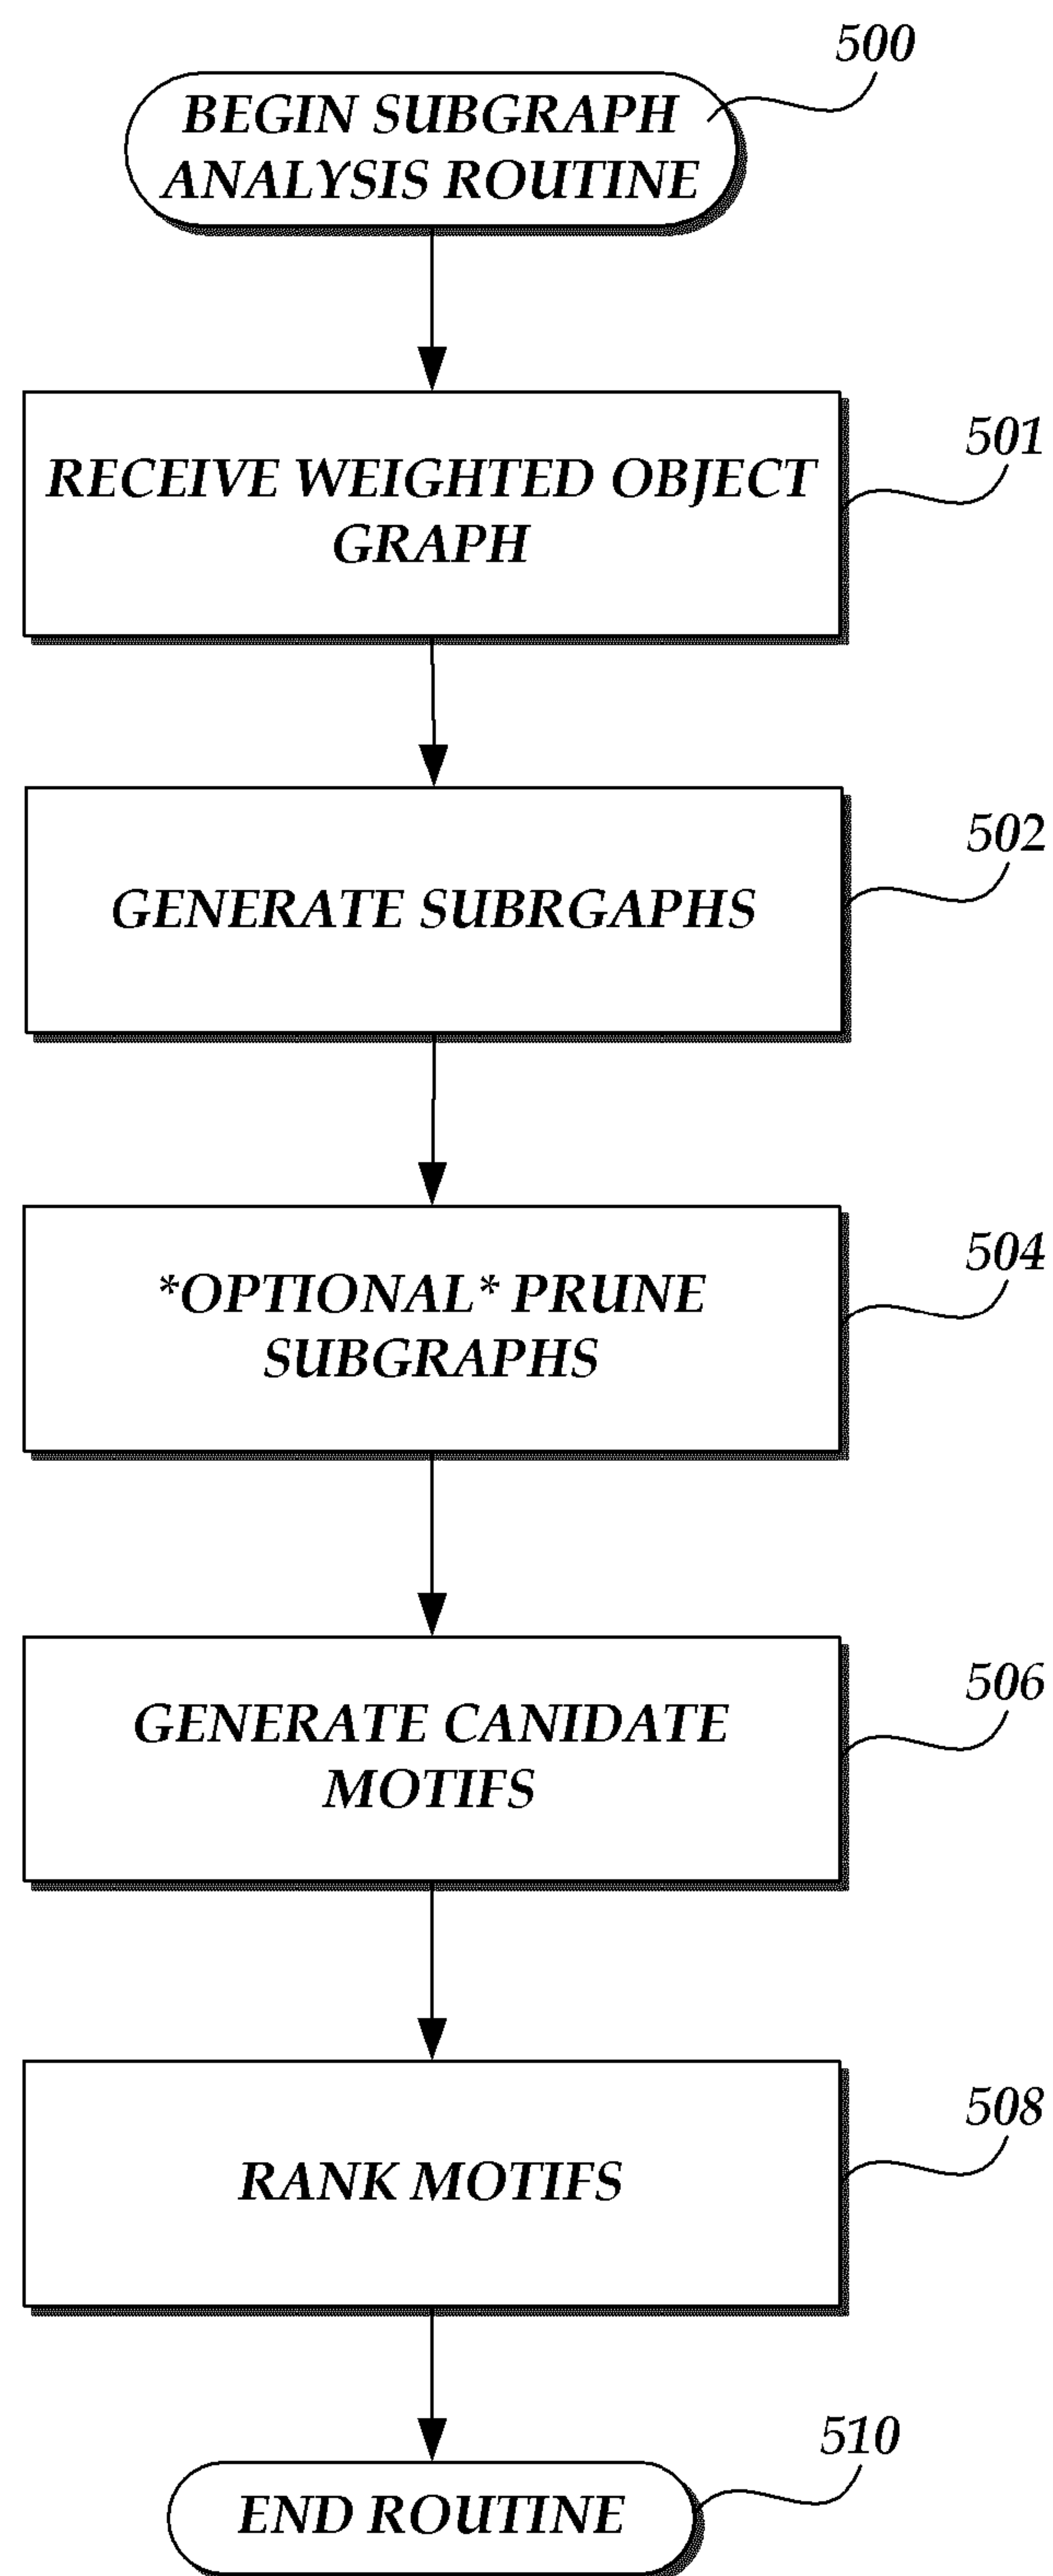 500
BEGIN SUBGRAPH
ANALYSIS ROUTINE
501
RECEIVE WEIGHTED OBJECT
GRAPH
502
GENERATE SUBRGAPHS
504
*OPTIONAL* PRUNE
SUBGRAPHS
506
GENERATE CANIDATE
MOTIFS
508
RANK MOTIFS
510
END ROUTINE